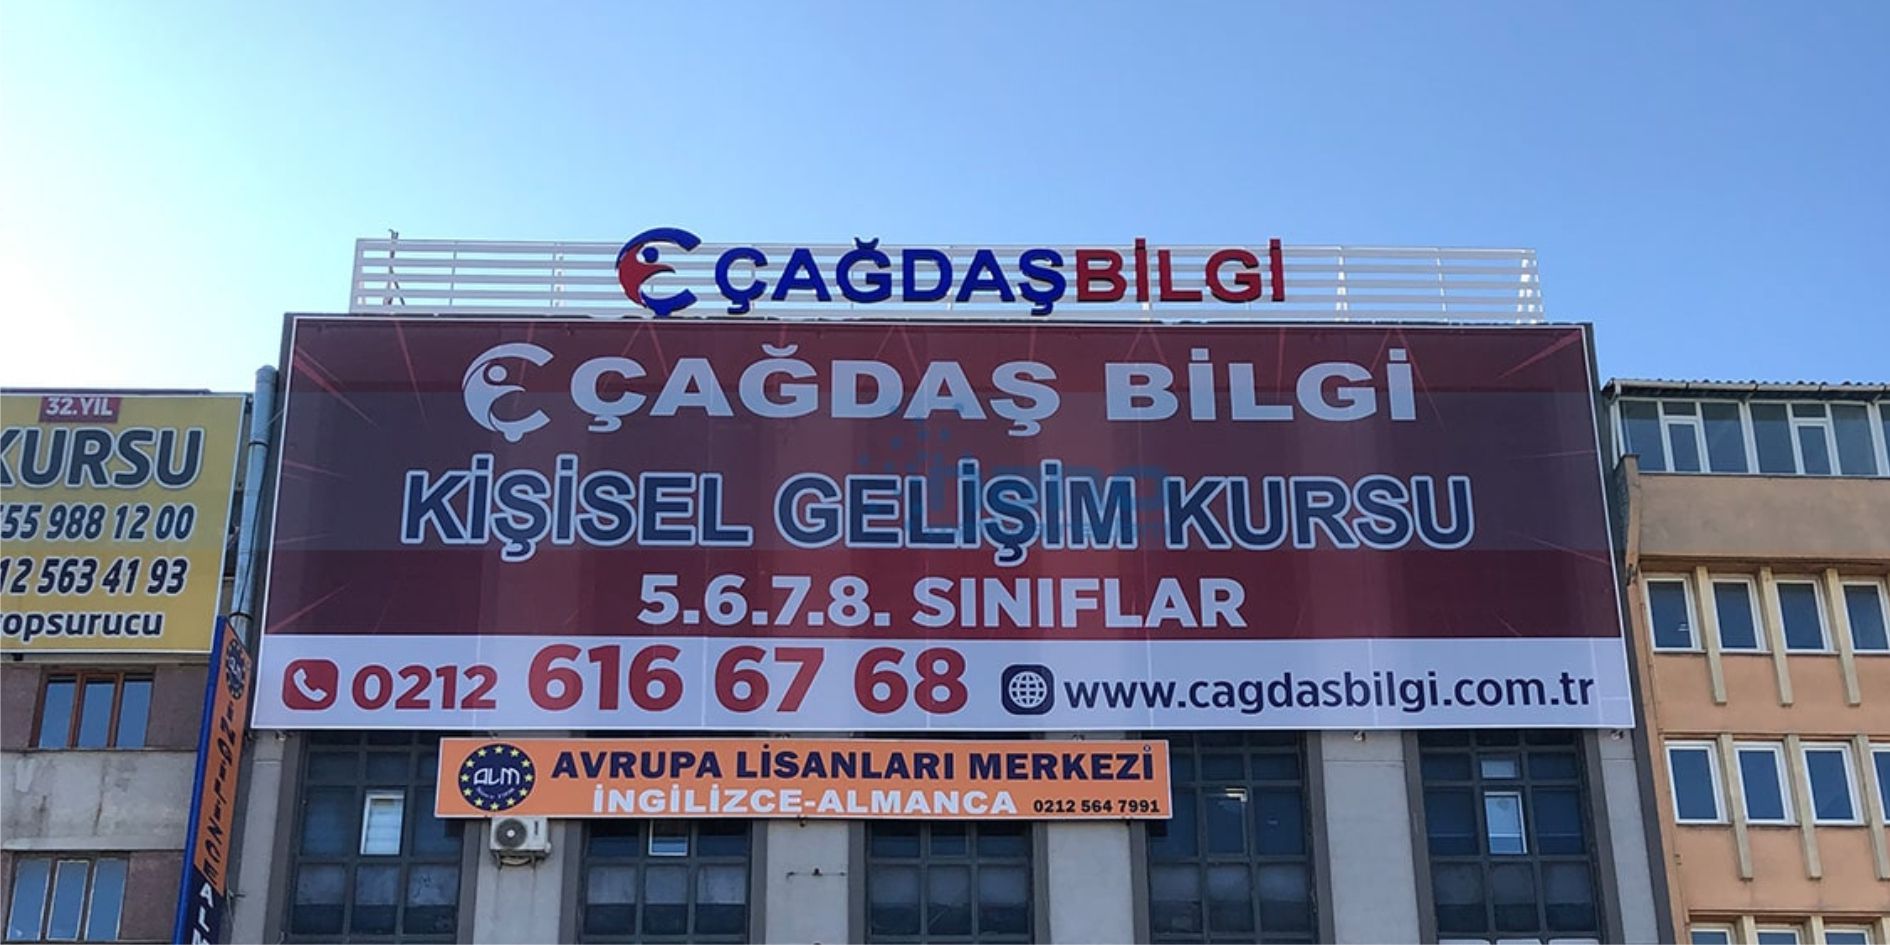 ÇAĞDAŞBİLGİ
ÇAĞDAŞ BİLGİ
KİŞİSEL GELİŞİM KURSU
5.6.7.8. SINIFLAR
0212 616 67 68 www.cagdasbilgi.com.tr
ALM AVRUPA LİSANLARI MERKEZİ
İNGİLİZCE-ALMANCA 0212 564 7991
32.YIL
KURSU
55 988 12 00
12 563 41 93
opsurucu